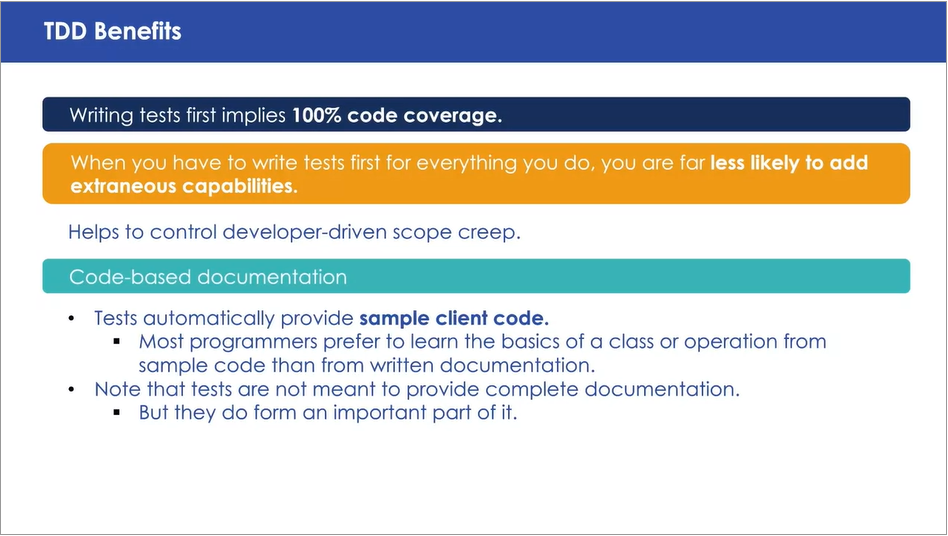 TDD Benefits
Writing tests first implies 100% code coverage.
When you have to write tests first for everything you do, you are far less likely to add
extraneous capabilities.
Helps to control developer-driven scope creep.
Code-based documentation
• Tests automatically provide sample client code.
▪ Most programmers prefer to learn the basics of a class or operation from
sample code than from written documentation.
• Note that tests are not meant to provide complete documentation.
▪ But they do form an important part of it.